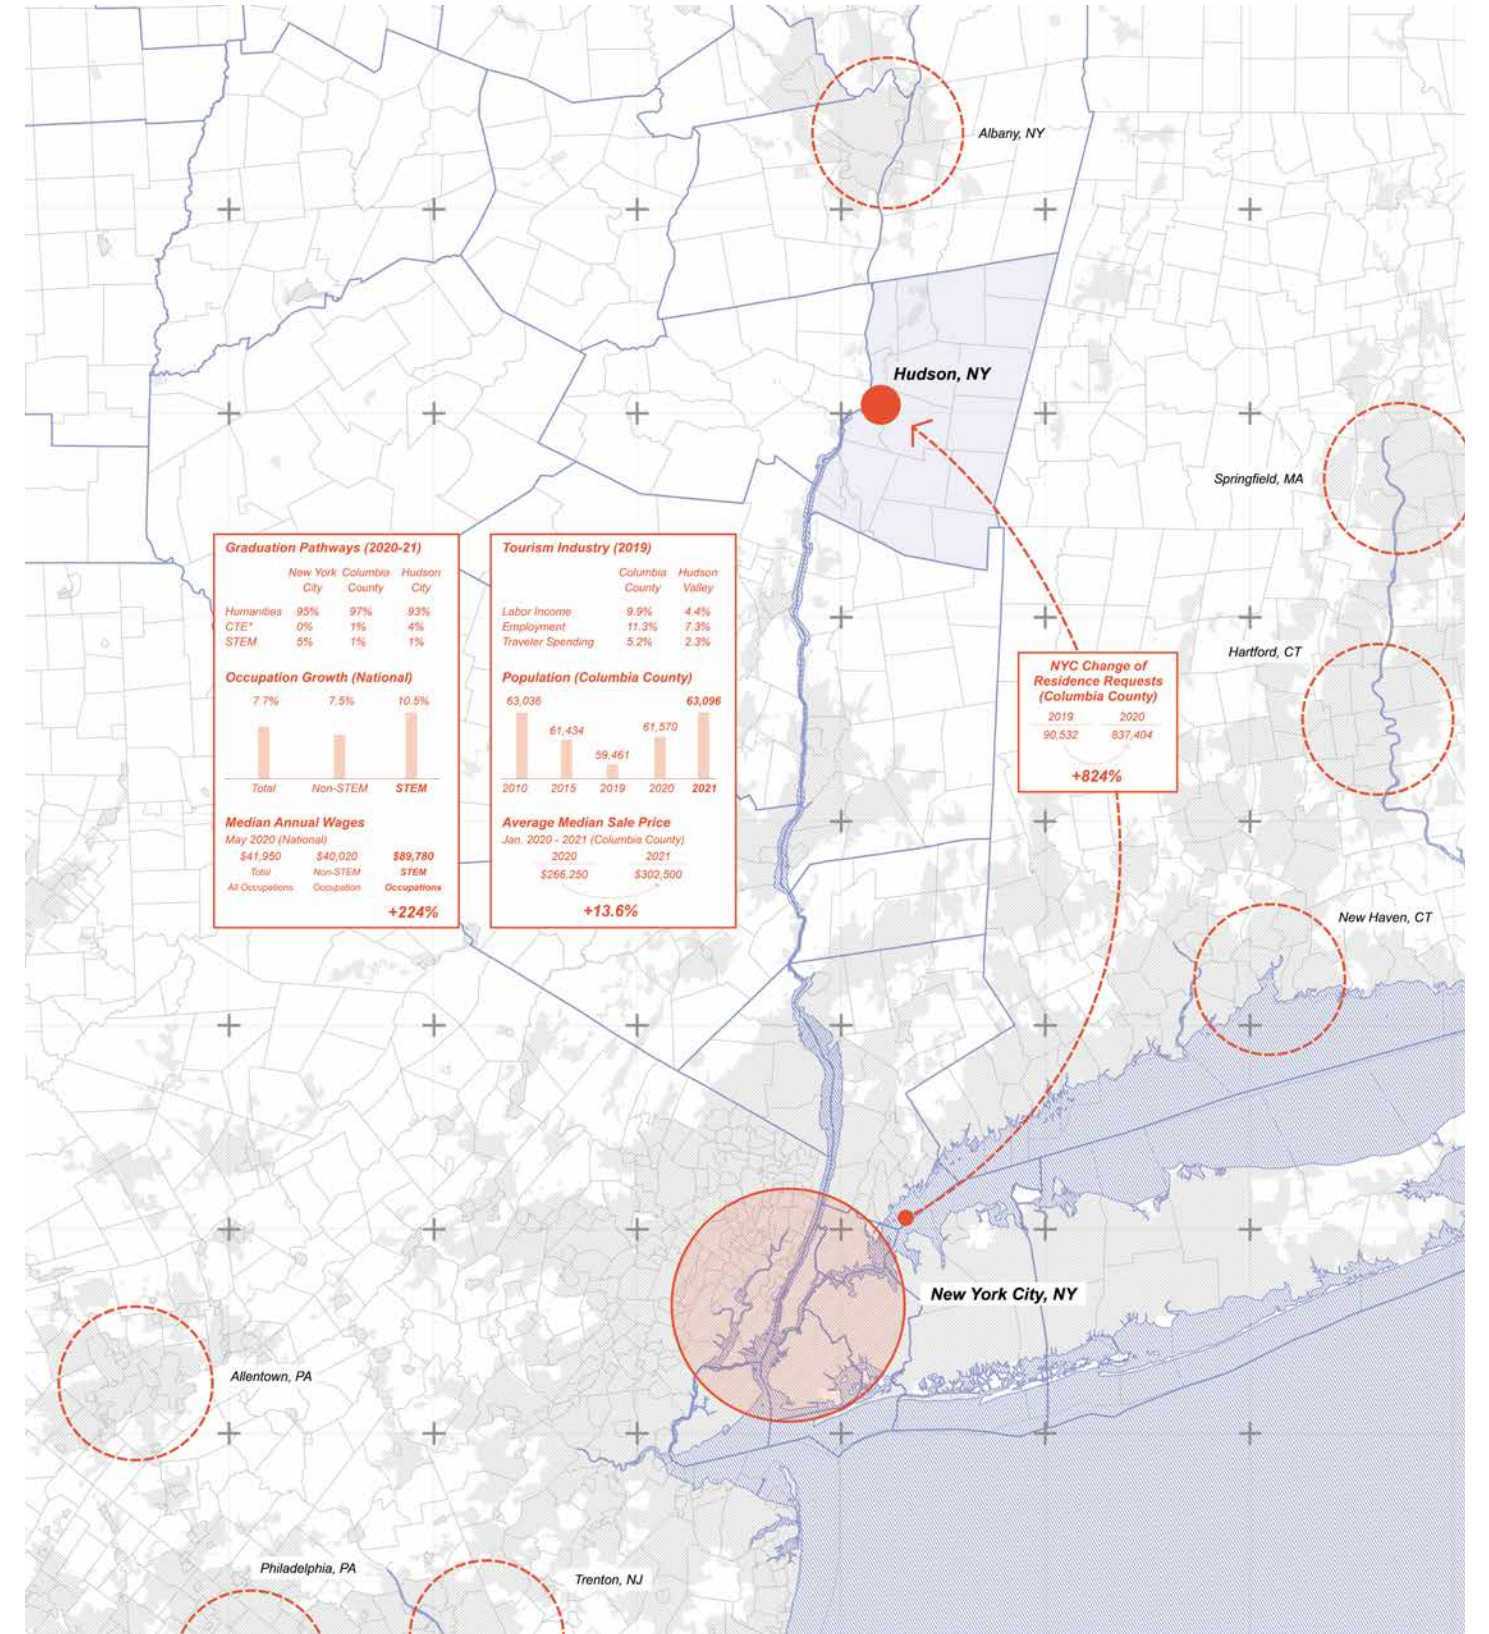 Albany, NY
Hudson, NY
Springfield, MA
Graduation Pathways (2020-21)
New York City Columbia County Hudson City
Humanities 95% 97% 93%
CTE* 0% 1% 4%
STEM 5% 1% 1%
Occupation Growth (National)
7.7% 7.5% 10.5%
Total Non-STEM STEM
Median Annual Wages
May 2020 (National)
$41,950 $40,020 $89,780
Total Non-STEM STEM
All Occupations Occupation Occupations
+224%
Tourism Industry (2019)
Columbia County Hudson Valley
Labor Income 9.9% 4.4%
Employment 11.3% 7.3%
Traveler Spending 5.2% 2.3%
Population (Columbia County)
63,036 61,434 59,461 61,570 63,096
2010 2015 2019 2020 2021
Average Median Sale Price
Jan. 2020 - 2021 (Columbia County)
2020 2021
$266,250 $302,500
+13.6%
Hartford, CT
NYC Change of
Residence Requests
(Columbia County)
2019 2020
90,532 837,404
+824%
New Haven, CT
New York City, NY
Allentown, PA
Philadelphia, PA
Trenton, NJ